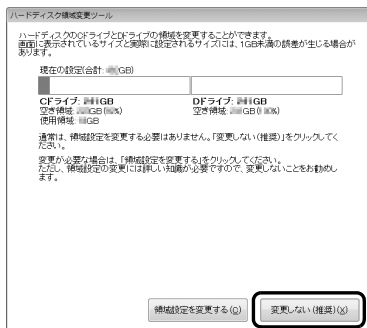 ハードディスク領域変更ツール
ハードディスクのCドライブとDドライブの領域を変更することができます。
画面に表示されているサイズと実際に設定されるサイズには、1GB未満の誤差が生じる場合が
あります。
現在の設定(合計: GB)
Cドライブ: GB
空き領域: GB( %)
使用領域: GB
Dドライブ: GB
空き領域: GB( %)
通常は、領域設定を変更する必要はありません。「変更しない(推奨)」をクリックしてく
ださい。
変更が必要な場合は、「領域設定を変更する」をクリックしてください。
ただし、領域設定の変更には詳しい知識が必要ですので、変更しないことをお勧めし
ます。
領域設定を変更する(C)
変更しない(推奨)(X)